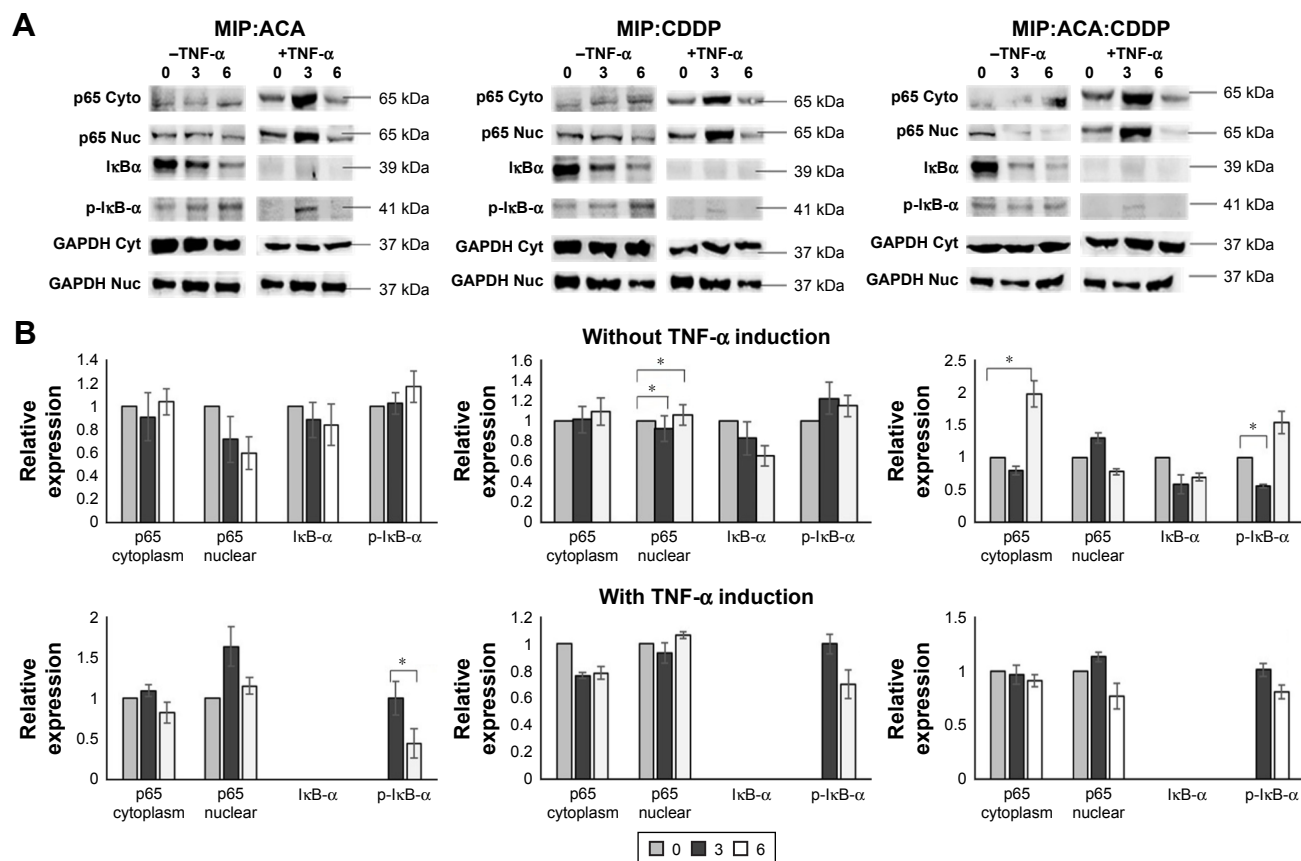 A
MIP:ACA
–TNF-α +TNF-α
0 3 6 0 3 6
p65 Cyto 65 kDa
p65 Nuc 65 kDa
IκBα 39 kDa
p-IκB-α 41 kDa
GAPDH Cyt 37 kDa
GAPDH Nuc 37 kDa
MIP:CDDP
–TNF-α +TNF-α
0 3 6 0 3 6
p65 Cyto 65 kDa
p65 Nuc 65 kDa
IκBα 39 kDa
p-IκB-α 41 kDa
GAPDH Cyt 37 kDa
GAPDH Nuc 37 kDa
MIP:ACA:CDDP
–TNF-α +TNF-α
0 3 6 0 3 6
p65 Cyto 65 kDa
p65 Nuc 65 kDa
IκBα 39 kDa
p-IκB-α 41 kDa
GAPDH Cyt 37 kDa
GAPDH Nuc 37 kDa
B
Without TNF-α induction
Relative
expression
1.4
1.2
1
0.8
0.6
0.4
0.2
0
p65 p65 IκB-α p-IκB-α
cytoplasm nuclear
Relative
expression
1.6
1.4
1.2
1
0.8
0.6
0.4
0.2
0
* *
p65 p65 IκB-α p-IκB-α
cytoplasm nuclear
Relative
expression
2.5
2
1.5
1
0.5
0
* *
p65 p65 IκB-α p-IκB-α
cytoplasm nuclear
With TNF-α induction
Relative
expression
2
1.5
1
0.5
0
*
p65 p65 IκB-α p-IκB-α
cytoplasm nuclear
Relative
expression
1.2
1
0.8
0.6
0.4
0.2
0
p65 p65 IκB-α p-IκB-α
cytoplasm nuclear
Relative
expression
1.5
1
0.5
0
p65 p65 IκB-α p-IκB-α
cytoplasm nuclear
0 3 6